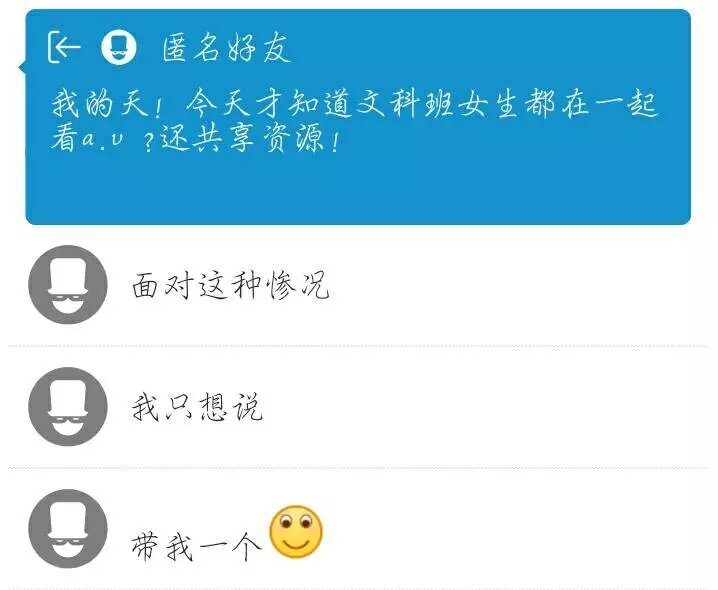 匿名好友
我的天！今天才知道文科班女生都在一起
看a.v ?还共享资源！
面对这种惨况
我只想说
带我一个